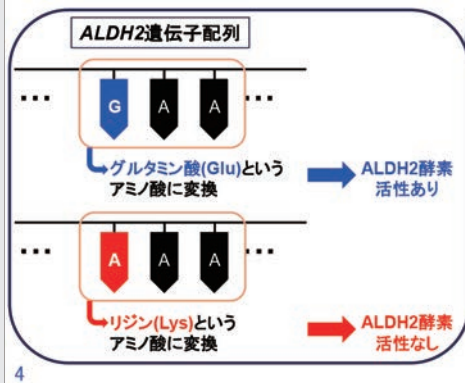 ALDH2遺伝子配列
... G A A ...
グルタミン酸(Glu)という
アミノ酸に変換
ALDH2酵素
活性あり
... A A A ...
リジン(Lys)という
アミノ酸に変換
ALDH2酵素
活性なし
4